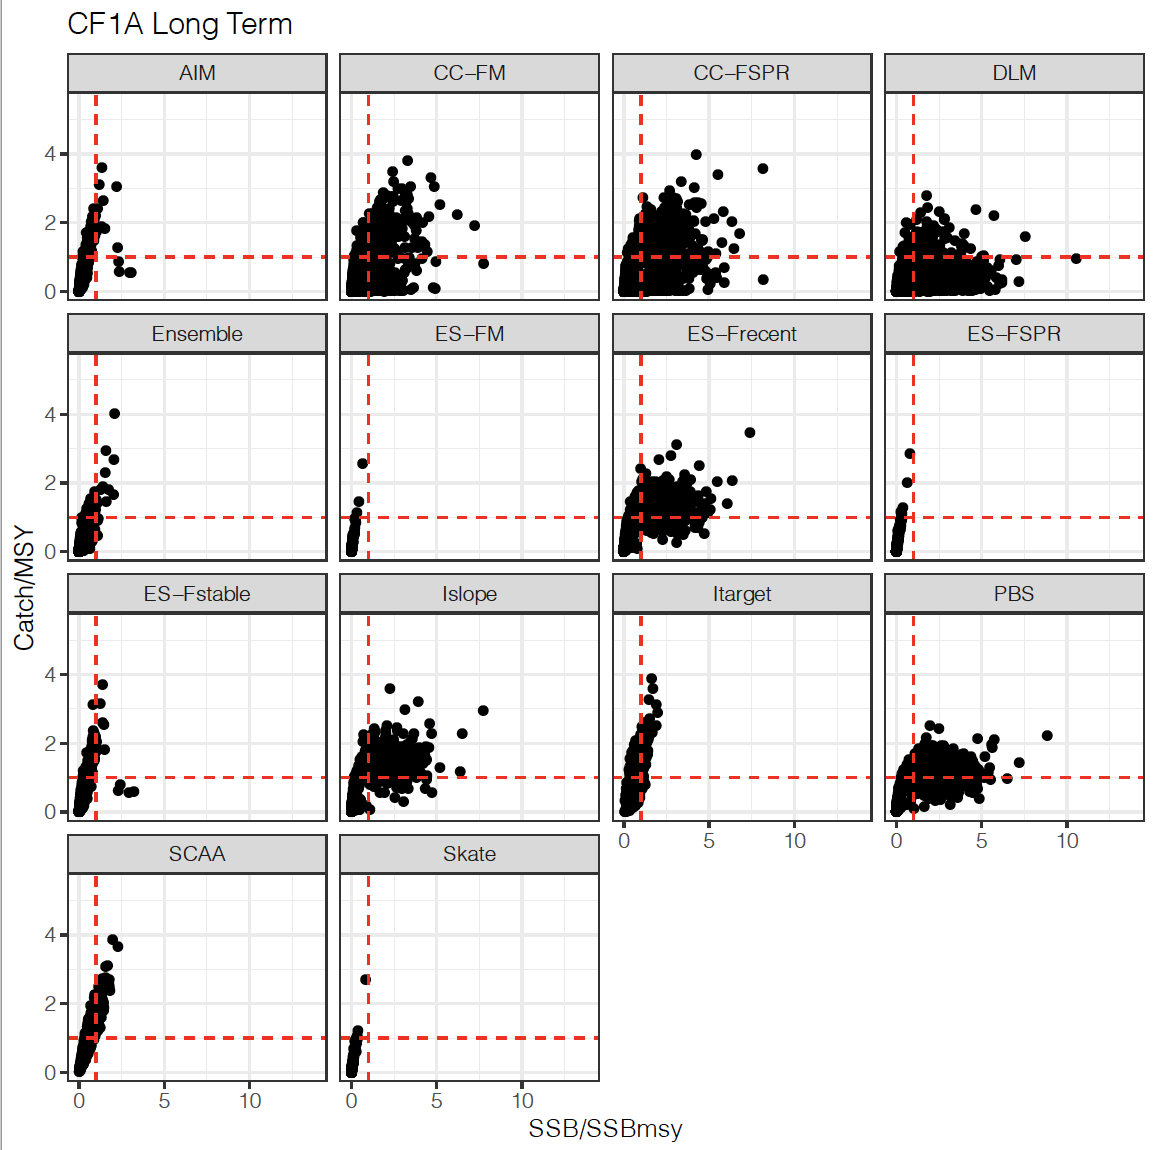 CF1A Long Term
AIM
CC−FM
CC−FSPR
DLM
4
2
0
Ensemble
ES−FM
ES−Frecent
ES−FSPR
4
2
0
Catch/MSY
ES−Fstable
Islope
Itarget
PBS
4
2
0
0 5 10
0 5 10
SCAA
Skate
4
2
0
0 5 10
0 5 10
SSB/SSBmsy